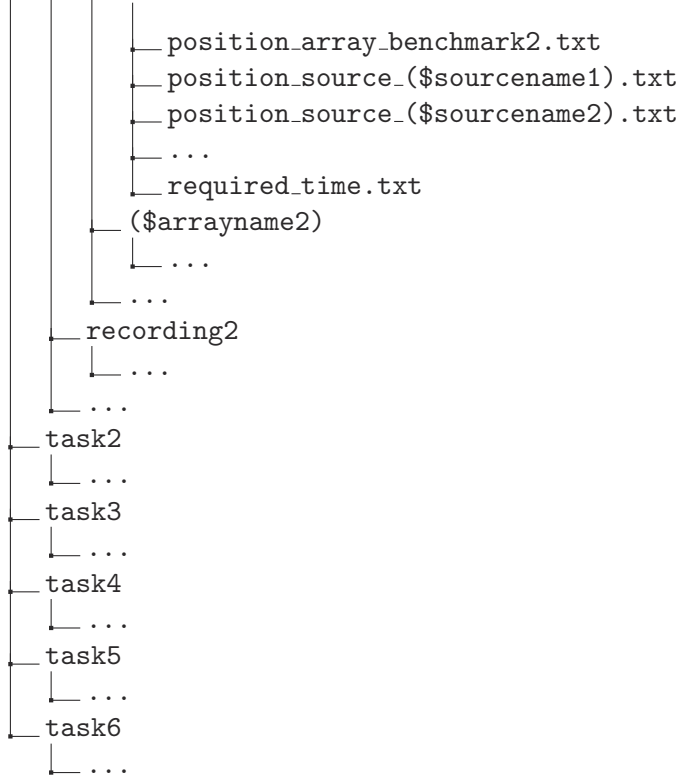 position_array_benchmark2.txt
position_source_($sourcename1).txt
position_source_($sourcename2).txt
...
required_time.txt
($arrayname2)
...
...
recording2
...
...
task2
...
task3
...
task4
...
task5
...
task6
...